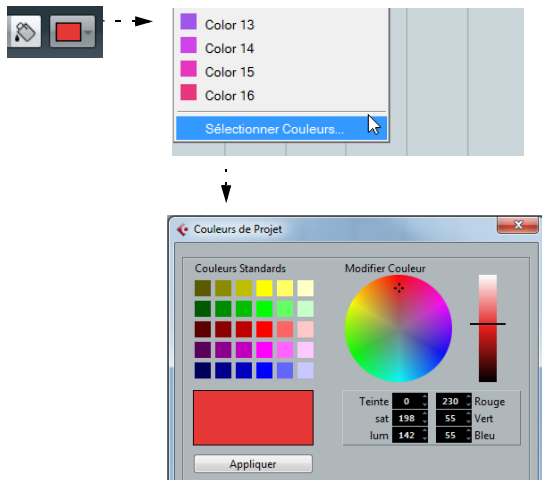 Color 13
Color 14
Color 15
Color 16
Sélectionner Couleurs...
Couleurs de Projet
Couleurs Standards
Modifier Couleur
Teinte 0 230 Rouge
sat 198 55 Vert
lum 142 55 Bleu
Appliquer